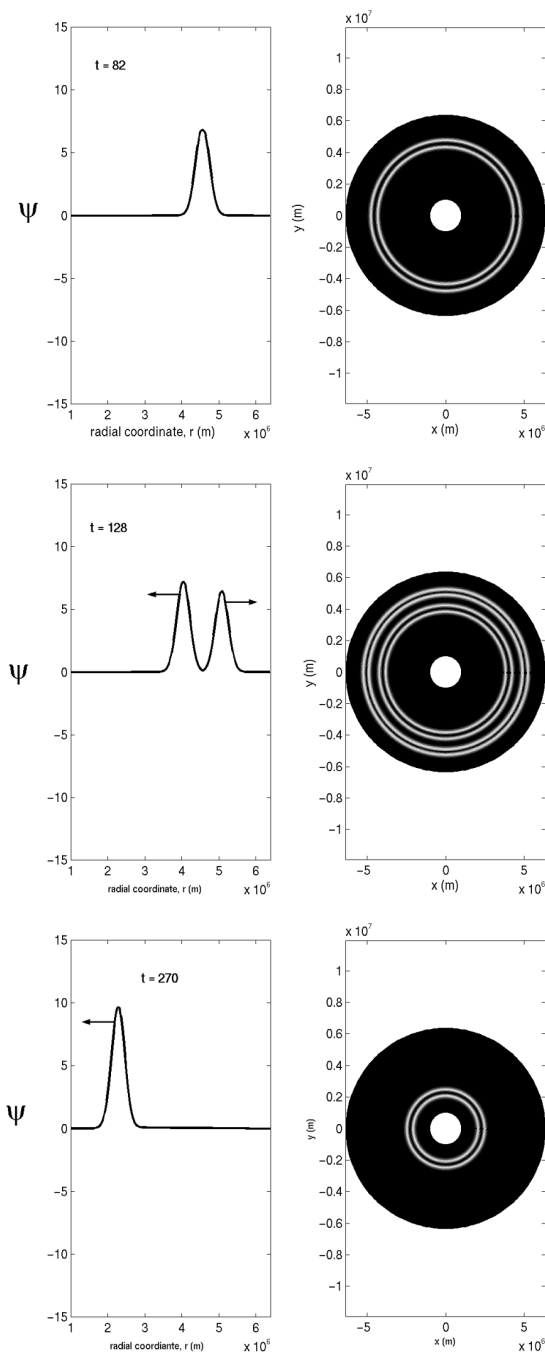 15
10
5
0
−5
−10
−15
t = 82
Ψ
1 2 3 4 5 6
radial coordinate, r (m) x 10^6
x 10^7
1
0.8
0.6
0.4
0.2
0
−0.2
−0.4
−0.6
−0.8
−1
y (m)
−5 0 5
x (m) x 10^6
15
10
5
0
−5
−10
−15
t = 128
Ψ
1 2 3 4 5 6
radial coordinate, r (m) x 10^6
x 10^7
1
0.8
0.6
0.4
0.2
0
−0.2
−0.4
−0.6
−0.8
−1
y (m)
−5 0 5
x (m) x 10^6
15
10
5
0
−5
−10
−15
t = 270
Ψ
1 2 3 4 5 6
radial coordiante, r (m) x 10^6
x 10^7
1
0.8
0.6
0.4
0.2
0
−0.2
−0.4
−0.6
−0.8
−1
y (m)
−5 0 5
x (m) x 10^6